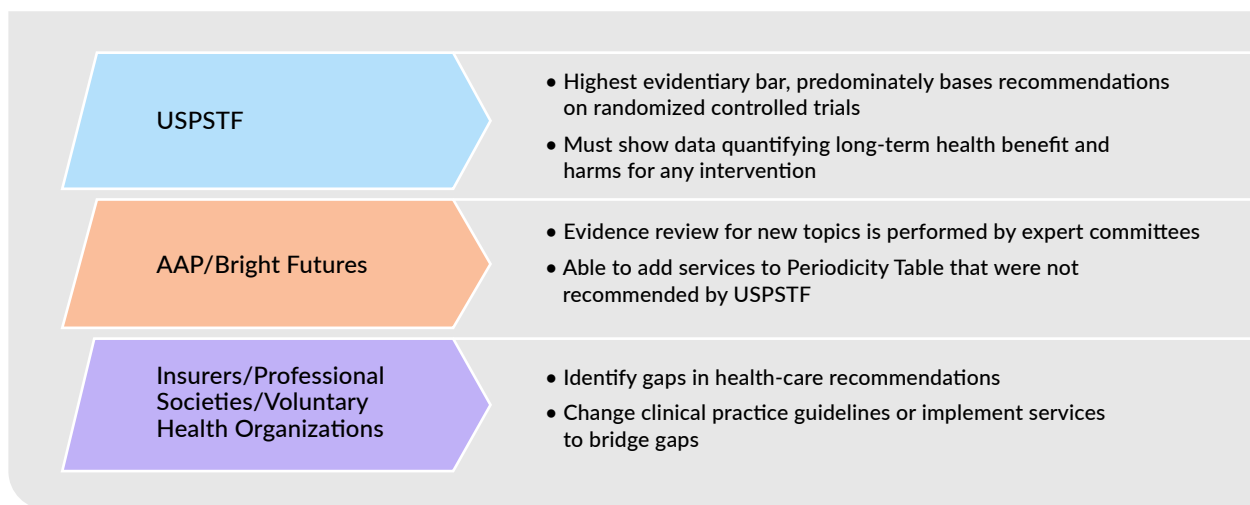 USPSTF
• Highest evidentiary bar, predominately bases recommendations
on randomized controlled trials
• Must show data quantifying long-term health benefit and
harms for any intervention
AAP/Bright Futures
• Evidence review for new topics is performed by expert committees
• Able to add services to Periodicity Table that were not
recommended by USPSTF
Insurers/Professional
Societies/Voluntary
Health Organizations
• Identify gaps in health-care recommendations
• Change clinical practice guidelines or implement services
to bridge gaps